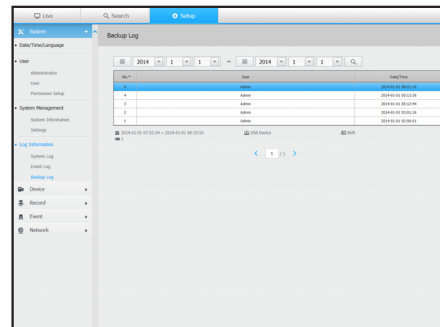 Live
Search
Setup
System
Backup Log
Date/Time/Language
User
Administrator
User
Permission Setup
System Management
System Information
Settings
Log Information
System Log
Event Log
Backup Log
Device
Record
Event
Network
2014 1 1 ~ 2014 1 1
No. User Date/Time
5 Admin
4 Admin
3 Admin
2 Admin
1 Admin
USB Device
NVR
1
1 / 1